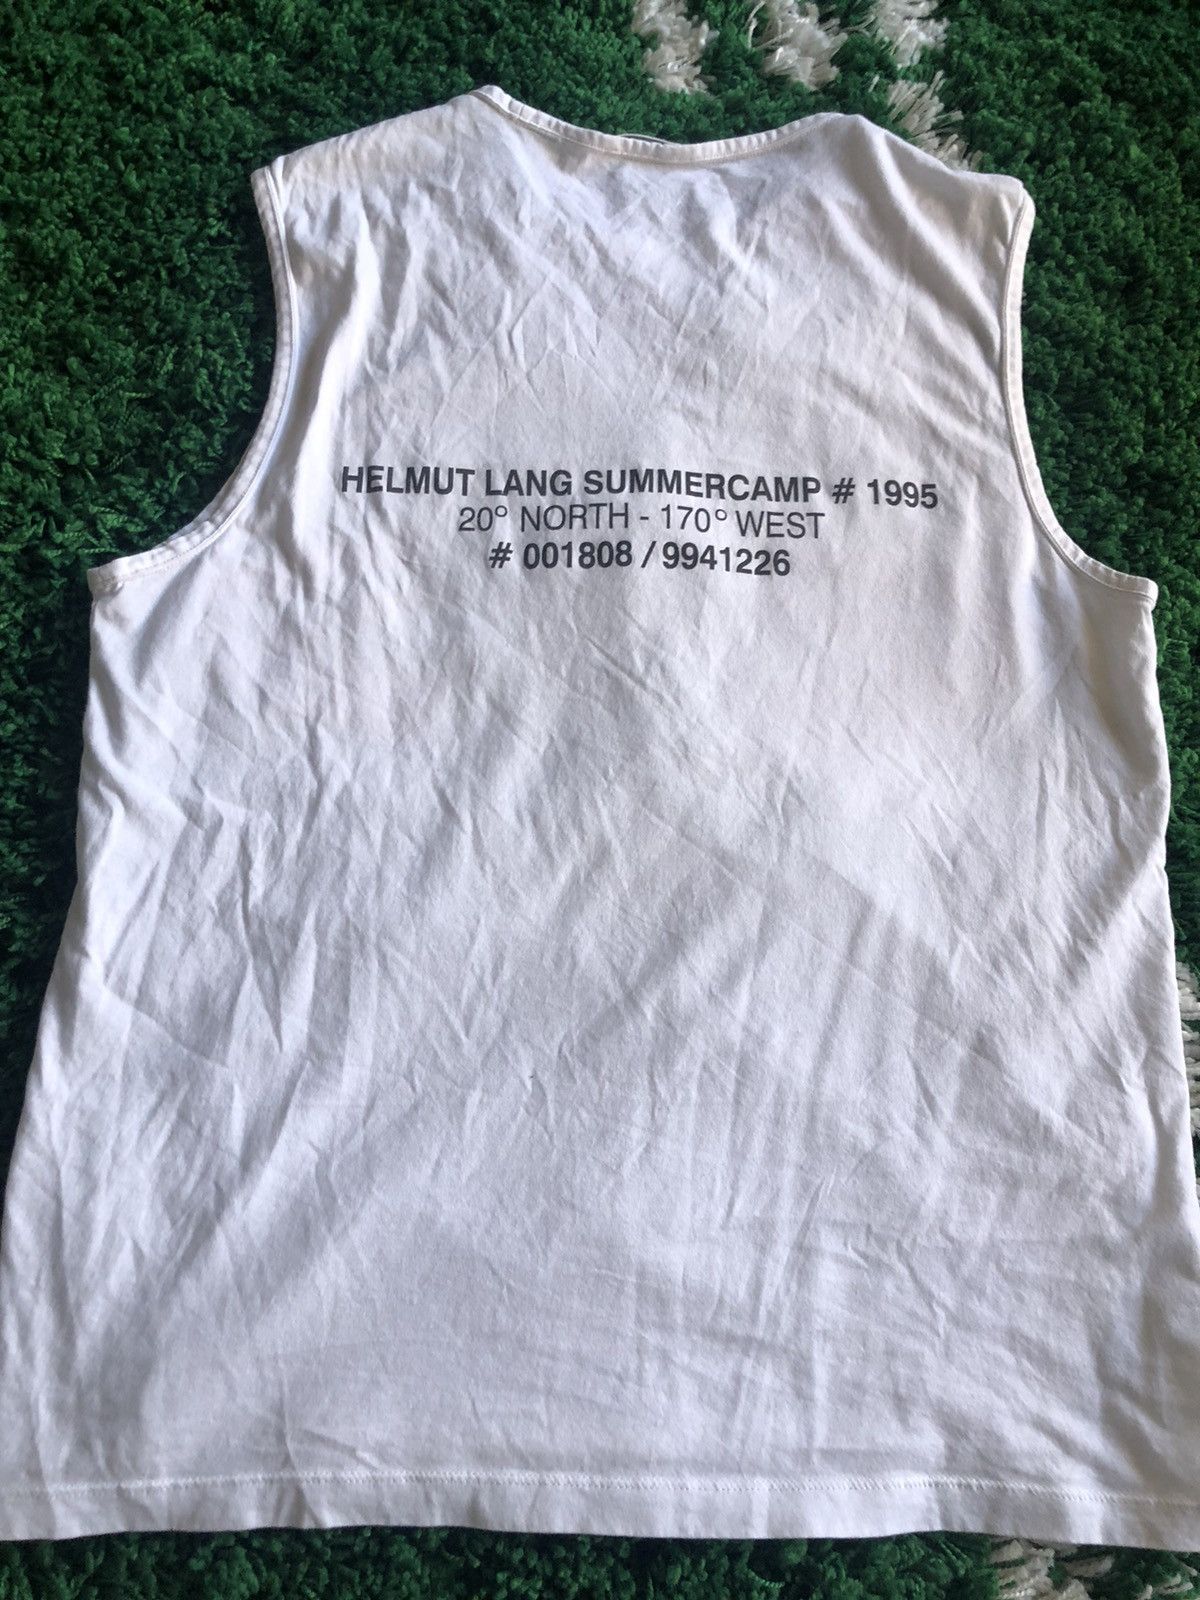 HELMUT LANG SUMMERCAMP # 1995
20° NORTH - 170° WEST
# 001808 / 9941226